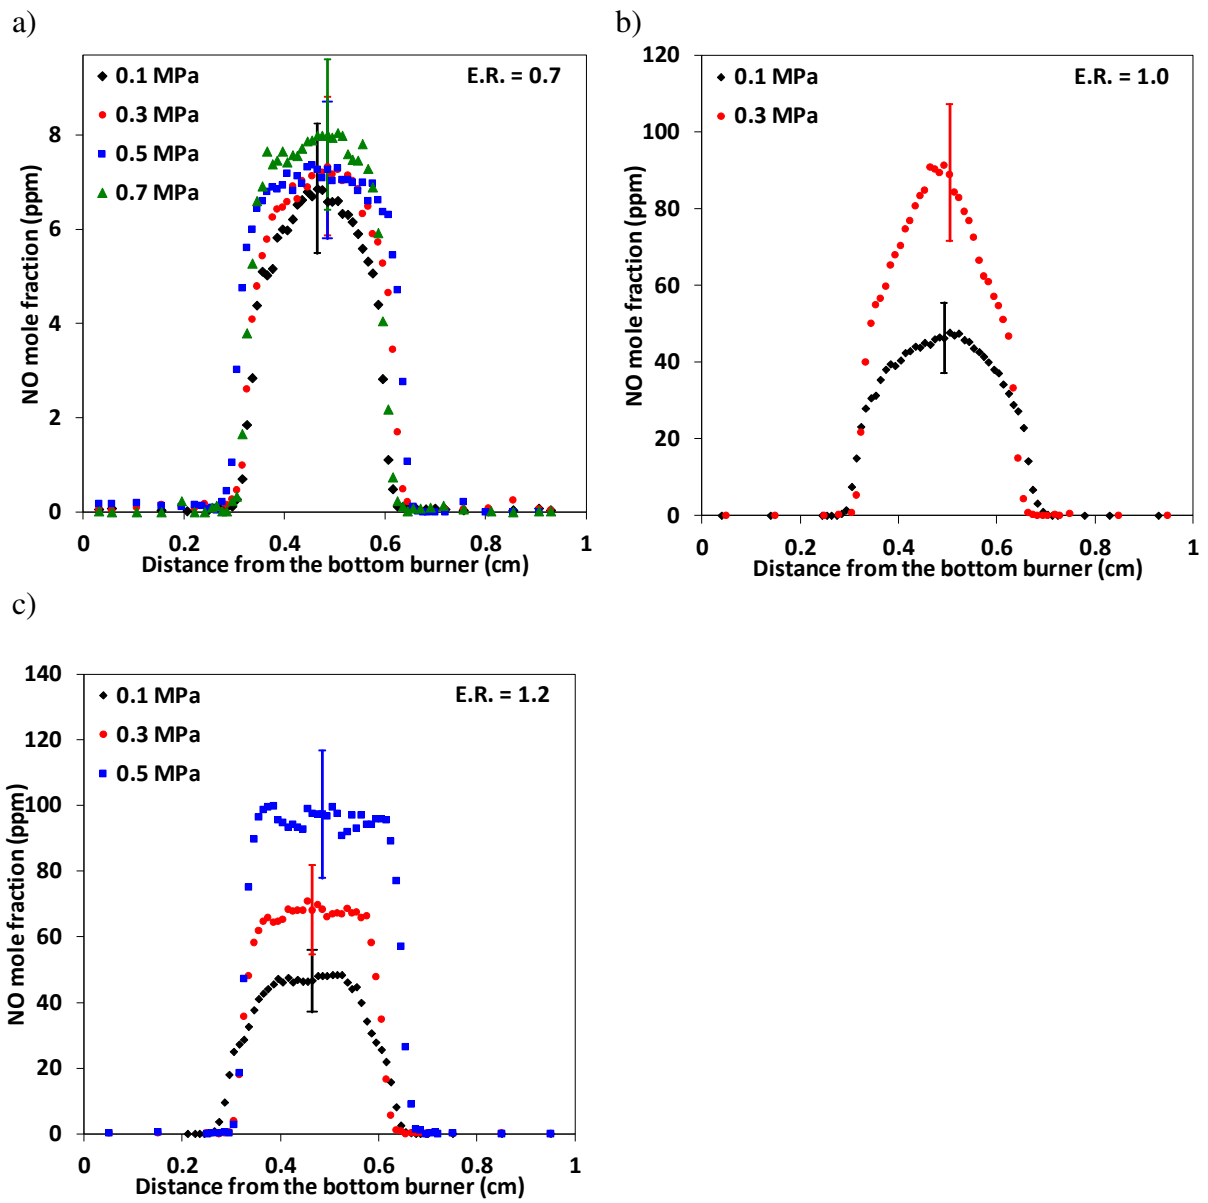 a)
0.1 MPa
0.3 MPa
0.5 MPa
0.7 MPa
E.R. = 0.7
NO mole fraction (ppm)
8
6
4
2
0
0 0.2 0.4 0.6 0.8 1
Distance from the bottom burner (cm)
b)
0.1 MPa
0.3 MPa
E.R. = 1.0
NO mole fraction (ppm)
120
100
80
60
40
20
0
0 0.2 0.4 0.6 0.8 1
Distance from the bottom burner (cm)
c)
0.1 MPa
0.3 MPa
0.5 MPa
E.R. = 1.2
NO mole fraction (ppm)
140
120
100
80
60
40
20
0
0 0.2 0.4 0.6 0.8 1
Distance from the bottom burner (cm)